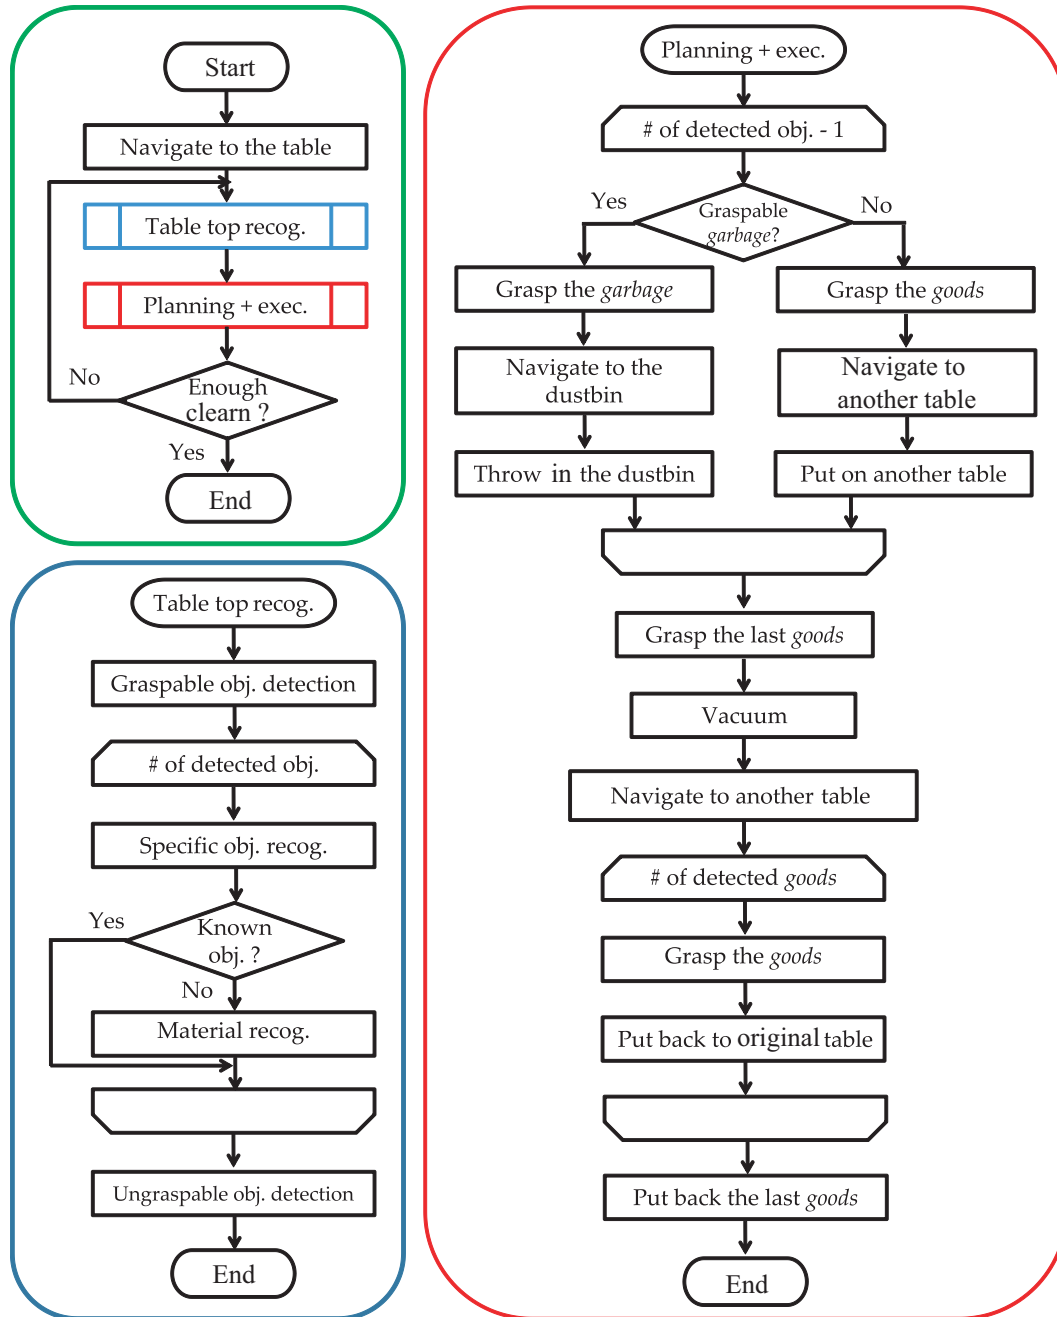 Start
Navigate to the table
Table top recog.
Planning + exec.
No
Enough
clearn ?
Yes
End
Table top recog.
Graspable obj. detection
# of detected obj.
Specific obj. recog.
Yes
Known
obj. ?
No
Material recog.
Ungraspable obj. detection
End
Planning + exec.
# of detected obj. - 1
Yes
Graspable
garbage?
No
Grasp the garbage
Grasp the goods
Navigate to the
dustbin
Navigate to
another table
Throw in the dustbin
Put on another table
Grasp the last goods
Vacuum
Navigate to another table
# of detected goods
Grasp the goods
Put back to original table
Put back the last goods
End